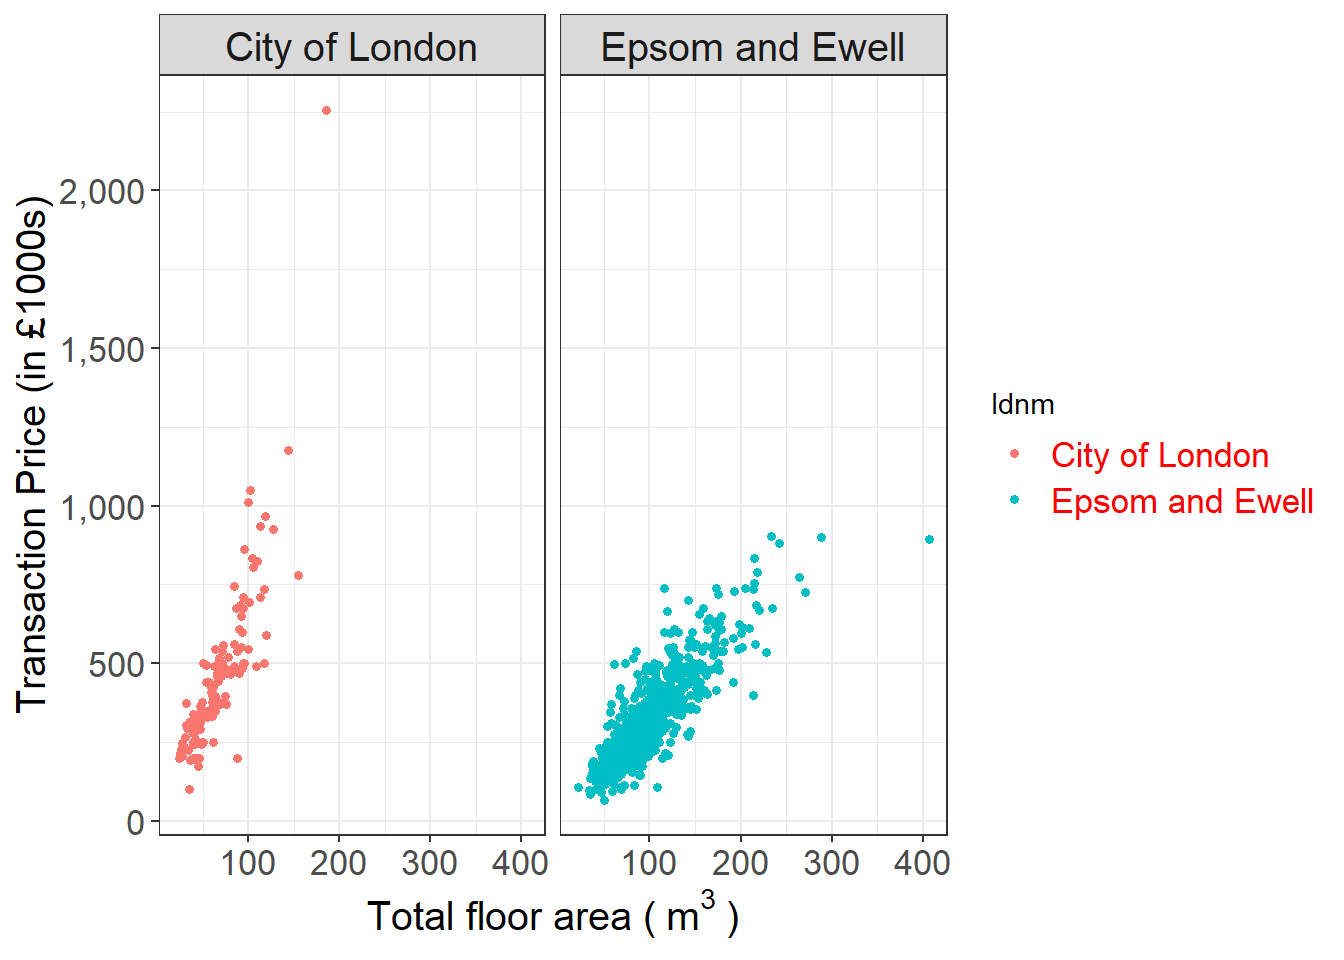 City of London
Epsom and Ewell
Transaction Price (in £1000s)
2,000
1,500
1,000
500
0
100 200 300 400
100 200 300 400
Total floor area ( m³ )
ldnm
City of London
Epsom and Ewell